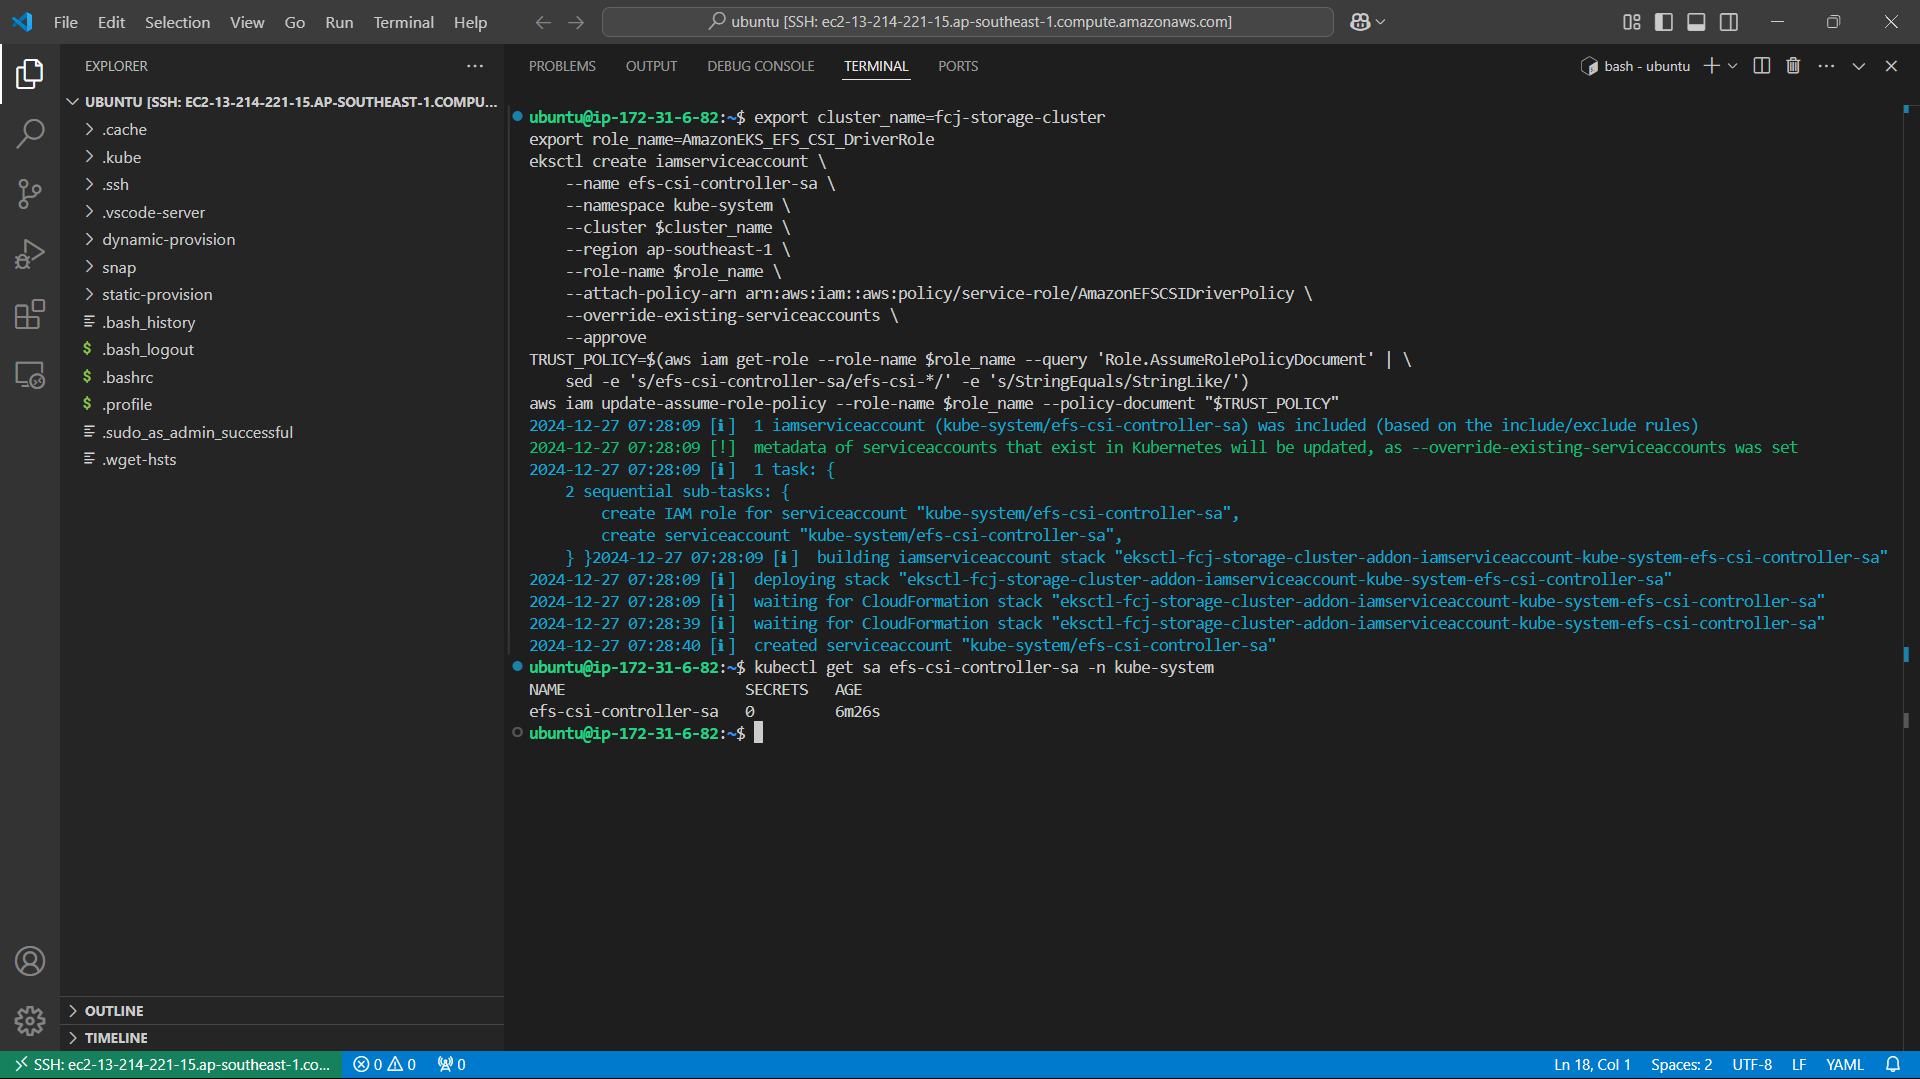 File Edit Selection View Go Run Terminal Help
ubuntu [SSH: ec2-13-214-221-15.ap-southeast-1.compute.amazonaws.com]
EXPLORER
UBUNTU [SSH: EC2-13-214-221-15.AP-SOUTHEAST-1.COMPU...
.cache
.kube
.ssh
.vscode-server
dynamic-provision
snap
static-provision
.bash_history
.bash_logout
.bashrc
.profile
.sudo_as_admin_successful
.wget-hsts
OUTLINE
TIMELINE
PROBLEMS OUTPUT DEBUG CONSOLE TERMINAL PORTS
bash - ubuntu
ubuntu@ip-172-31-6-82:~$ export cluster_name=fcj-storage-cluster
export role_name=AmazonEKS_EFS_CSI_DriverRole
eksctl create iamserviceaccount \
    --name efs-csi-controller-sa \
    --namespace kube-system \
    --cluster $cluster_name \
    --region ap-southeast-1 \
    --role-name $role_name \
    --attach-policy-arn arn:aws:iam::aws:policy/service-role/AmazonEFSCSIDriverPolicy \
    --override-existing-serviceaccounts \
    --approve
TRUST_POLICY=$(aws iam get-role --role-name $role_name --query 'Role.AssumeRolePolicyDocument' | \
    sed -e 's/efs-csi-controller-sa/efs-csi-*/' -e 's/StringEquals/StringLike/')
aws iam update-assume-role-policy --role-name $role_name --policy-document "$TRUST_POLICY"
2024-12-27 07:28:09 [ℹ]  1 iamserviceaccount (kube-system/efs-csi-controller-sa) was included (based on the include/exclude rules)
2024-12-27 07:28:09 [!]  metadata of serviceaccounts that exist in Kubernetes will be updated, as --override-existing-serviceaccounts was set
2024-12-27 07:28:09 [ℹ]  1 task: {
    2 sequential sub-tasks: {
        create IAM role for serviceaccount "kube-system/efs-csi-controller-sa",
        create serviceaccount "kube-system/efs-csi-controller-sa",
    } }2024-12-27 07:28:09 [ℹ]  building iamserviceaccount stack "eksctl-fcj-storage-cluster-addon-iamserviceaccount-kube-system-efs-csi-controller-sa"
2024-12-27 07:28:09 [ℹ]  deploying stack "eksctl-fcj-storage-cluster-addon-iamserviceaccount-kube-system-efs-csi-controller-sa"
2024-12-27 07:28:09 [ℹ]  waiting for CloudFormation stack "eksctl-fcj-storage-cluster-addon-iamserviceaccount-kube-system-efs-csi-controller-sa"
2024-12-27 07:28:39 [ℹ]  waiting for CloudFormation stack "eksctl-fcj-storage-cluster-addon-iamserviceaccount-kube-system-efs-csi-controller-sa"
2024-12-27 07:28:40 [ℹ]  created serviceaccount "kube-system/efs-csi-controller-sa"
ubuntu@ip-172-31-6-82:~$ kubectl get sa efs-csi-controller-sa -n kube-system
NAME                    SECRETS   AGE
efs-csi-controller-sa   0         6m26s
ubuntu@ip-172-31-6-82:~$
SSH: ec2-13-214-221-15.ap-southeast-1.co... 0 0 0 Ln 18, Col 1 Spaces: 2 UTF-8 LF YAML